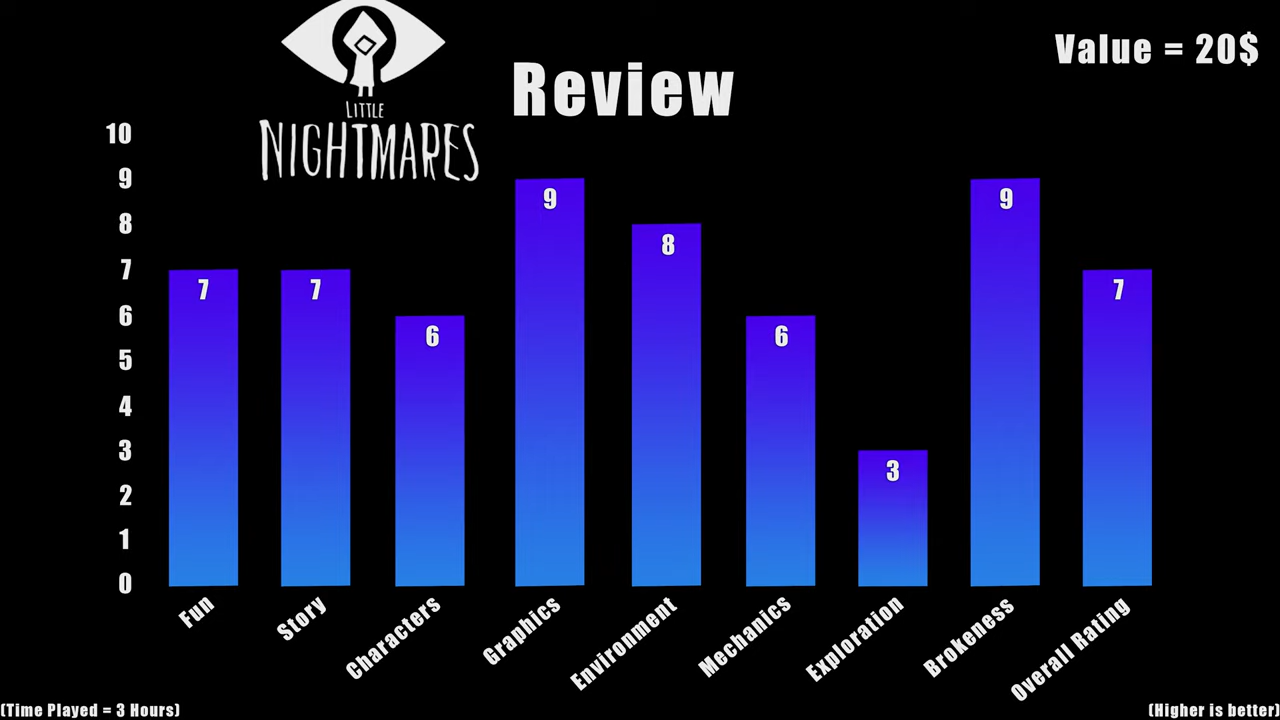 Value = 20$
Review
LITTLE
NIGHTMARES
10
9
8
7
6
5
4
3
2
1
0
7
7
6
9
8
6
3
9
7
Fun
Story
Characters
Graphics
Environment
Mechanics
Exploration
Brokeness
Overall Rating
(Time Played = 3 Hours)
(Higher is better)